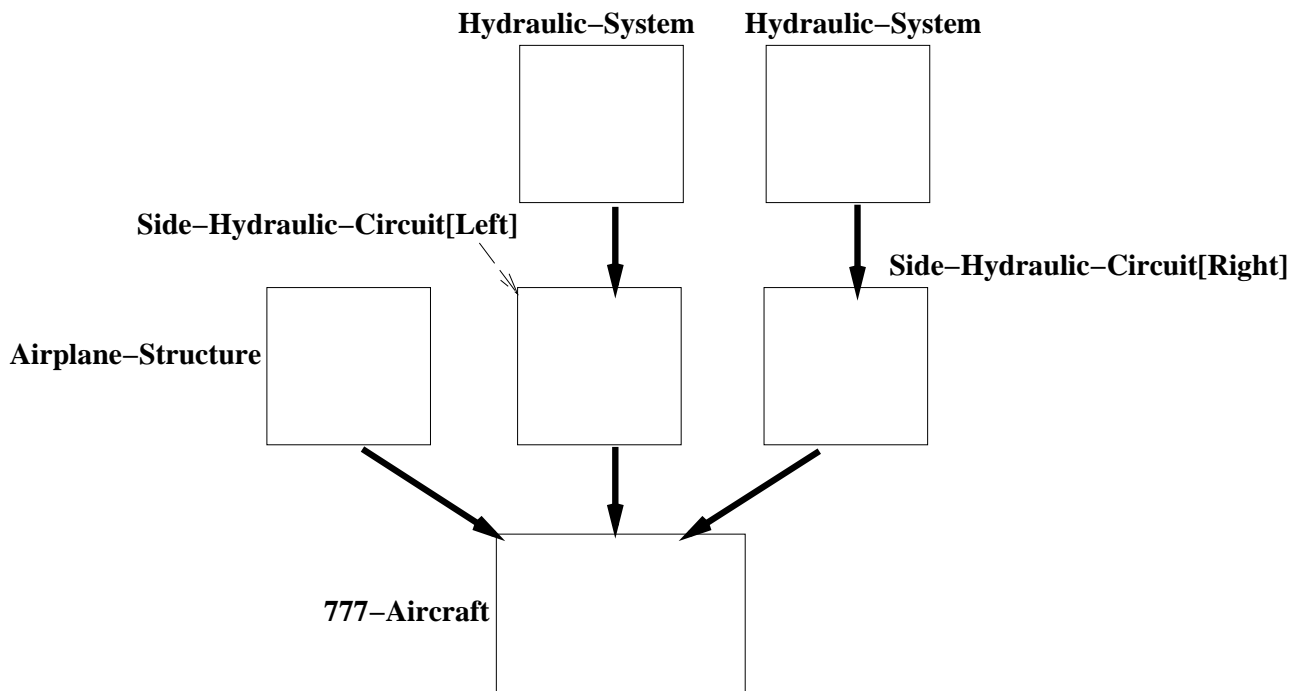 Hydraulic−System
Hydraulic−System
Side−Hydraulic−Circuit[Left]
Side−Hydraulic−Circuit[Right]
Airplane−Structure
777−Aircraft